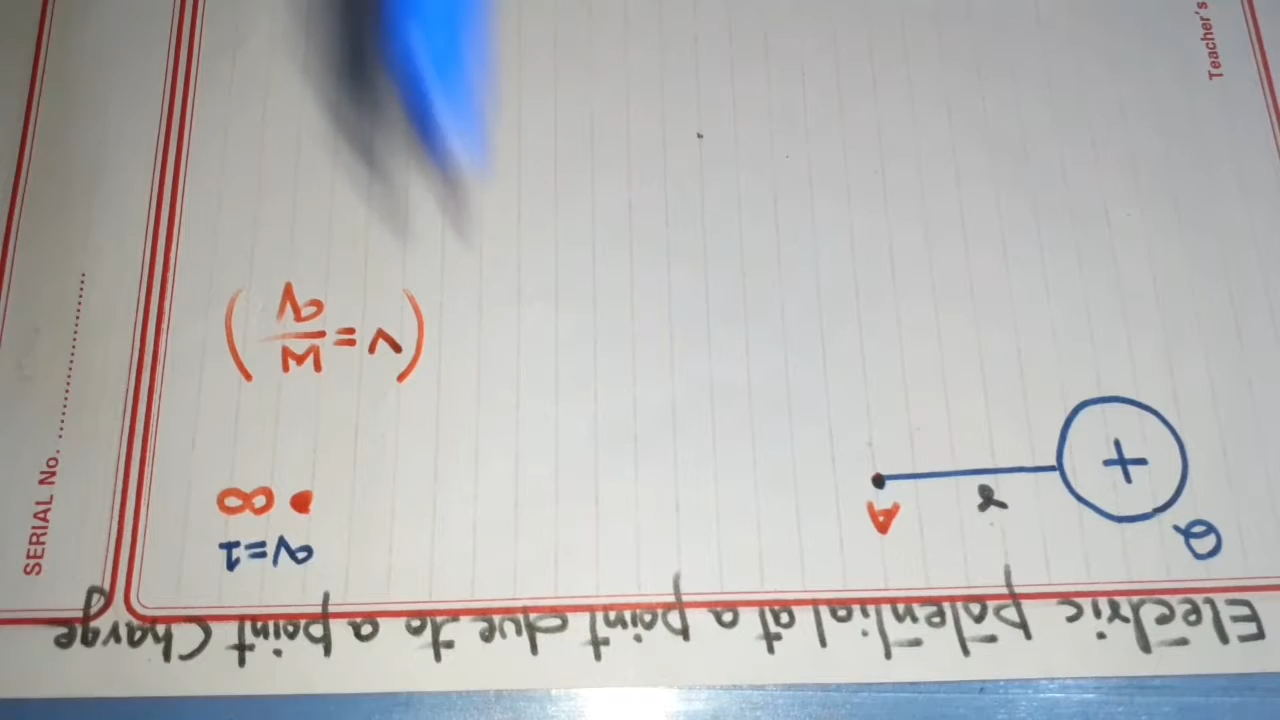 Electric potential at a point due to a point Charge
Q
+
r
A
q=1
∞
(V = W/q)
SERIAL No. ........................
Teacher's